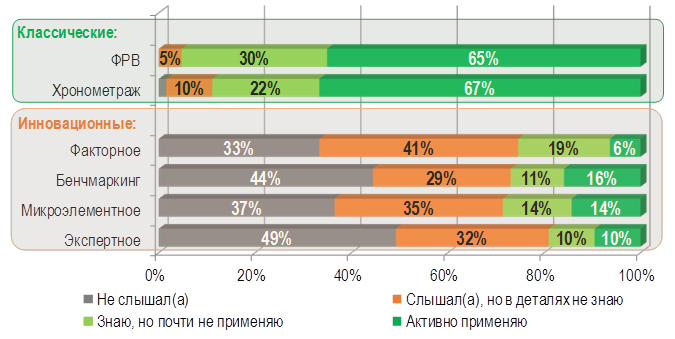 Классические:
ФРВ 5% 30% 65%
Хронометраж 10% 22% 67%
Инновационные:
Факторное 33% 41% 19% 6%
Бенчмаркинг 44% 29% 11% 16%
Микроэлементное 37% 35% 14% 14%
Экспертное 49% 32% 10% 10%
0% 20% 40% 60% 80% 100%
Не слышал(а) Слышал(а), но в деталях не знаю
Знаю, но почти не применяю Активно применяю